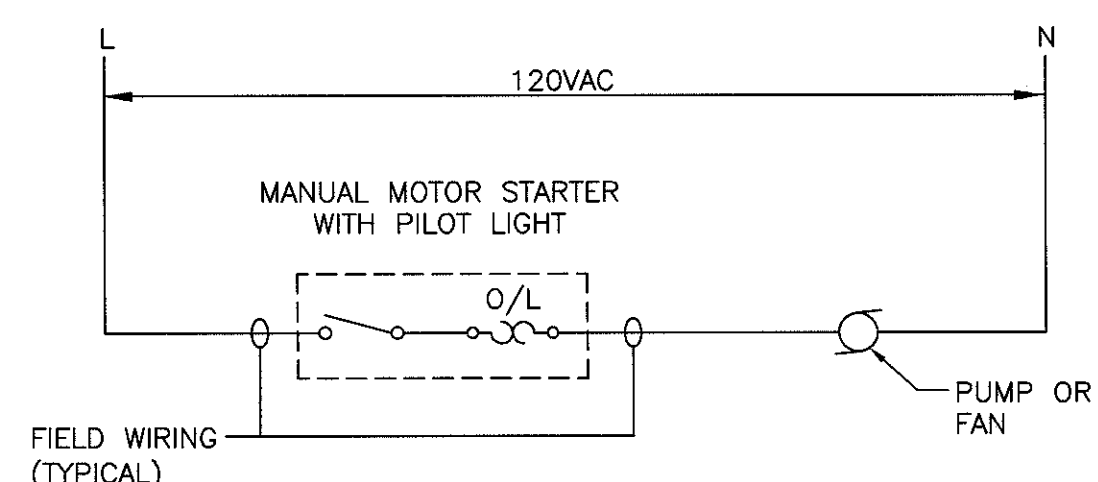 L
N
120VAC
MANUAL MOTOR STARTER
WITH PILOT LIGHT
O/L
PUMP OR
FAN
FIELD WIRING
(TYPICAL)